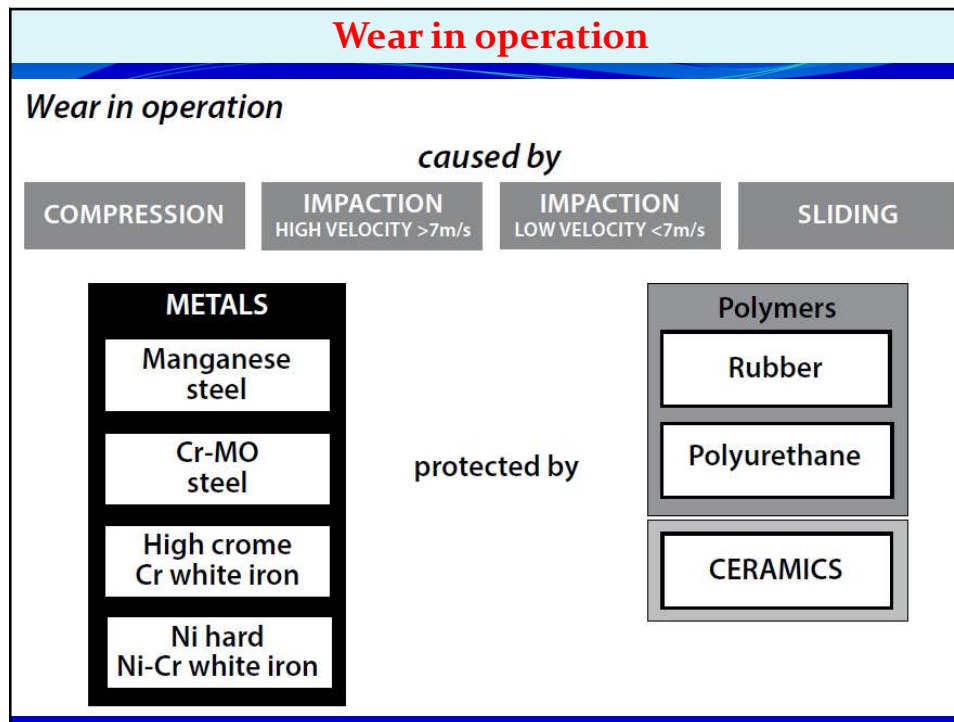 Wear in operation
Wear in operation
caused by
COMPRESSION
IMPACTION
HIGH VELOCITY >7m/s
IMPACTION
LOW VELOCITY <7m/s
SLIDING
METALS
Manganese
steel
Cr-MO
steel
High crome
Cr white iron
Ni hard
Ni-Cr white iron
protected by
Polymers
Rubber
Polyurethane
CERAMICS